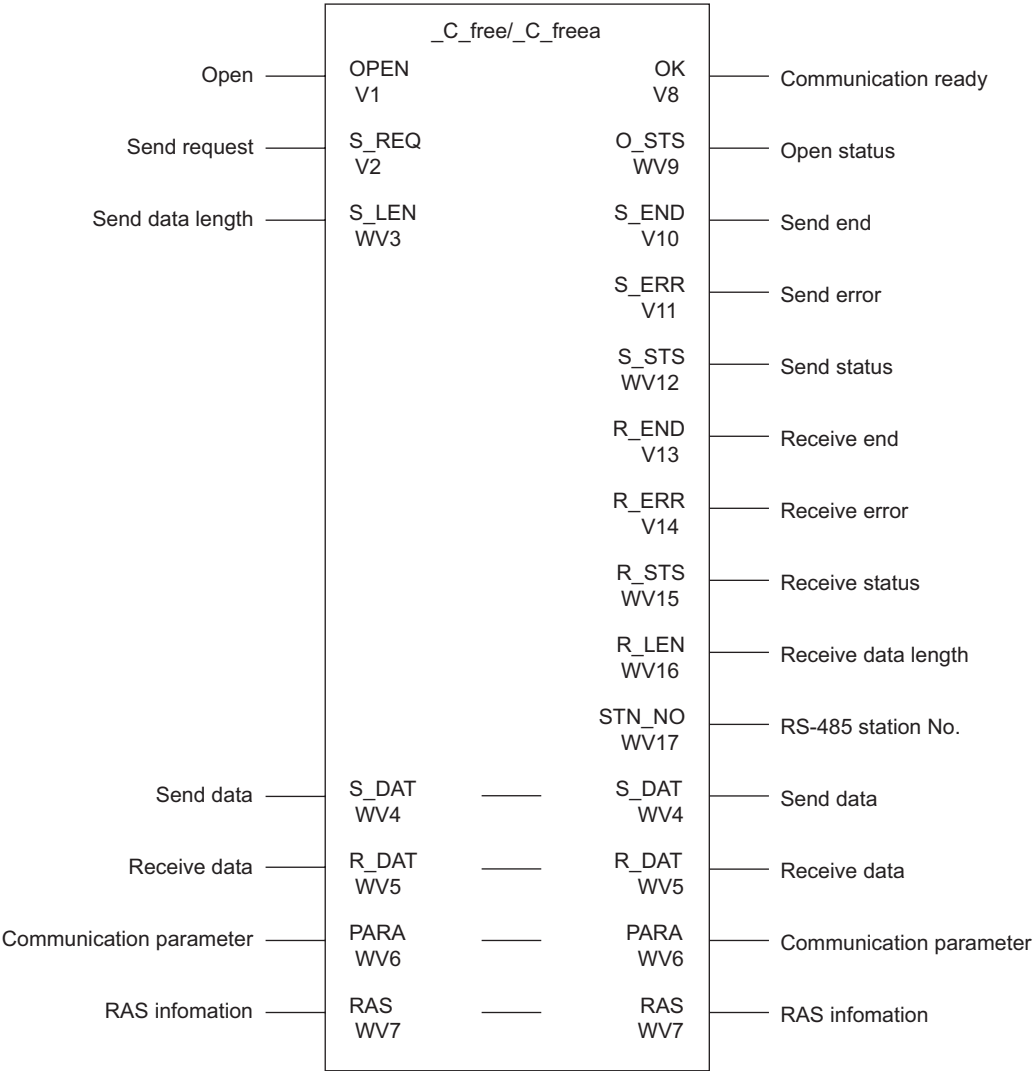 _C_free/_C_freea
Open OPEN OK Communication ready
V1 V8
Send request S_REQ O_STS Open status
V2 WV9
Send data length S_LEN S_END Send end
WV3 V10
S_ERR Send error
V11
S_STS Send status
WV12
R_END Receive end
V13
R_ERR Receive error
V14
R_STS Receive status
WV15
R_LEN Receive data length
WV16
STN_NO RS-485 station No.
WV17
Send data S_DAT S_DAT Send data
WV4 WV4
Receive data R_DAT R_DAT Receive data
WV5 WV5
Communication parameter PARA PARA Communication parameter
WV6 WV6
RAS infomation RAS RAS RAS infomation
WV7 WV7